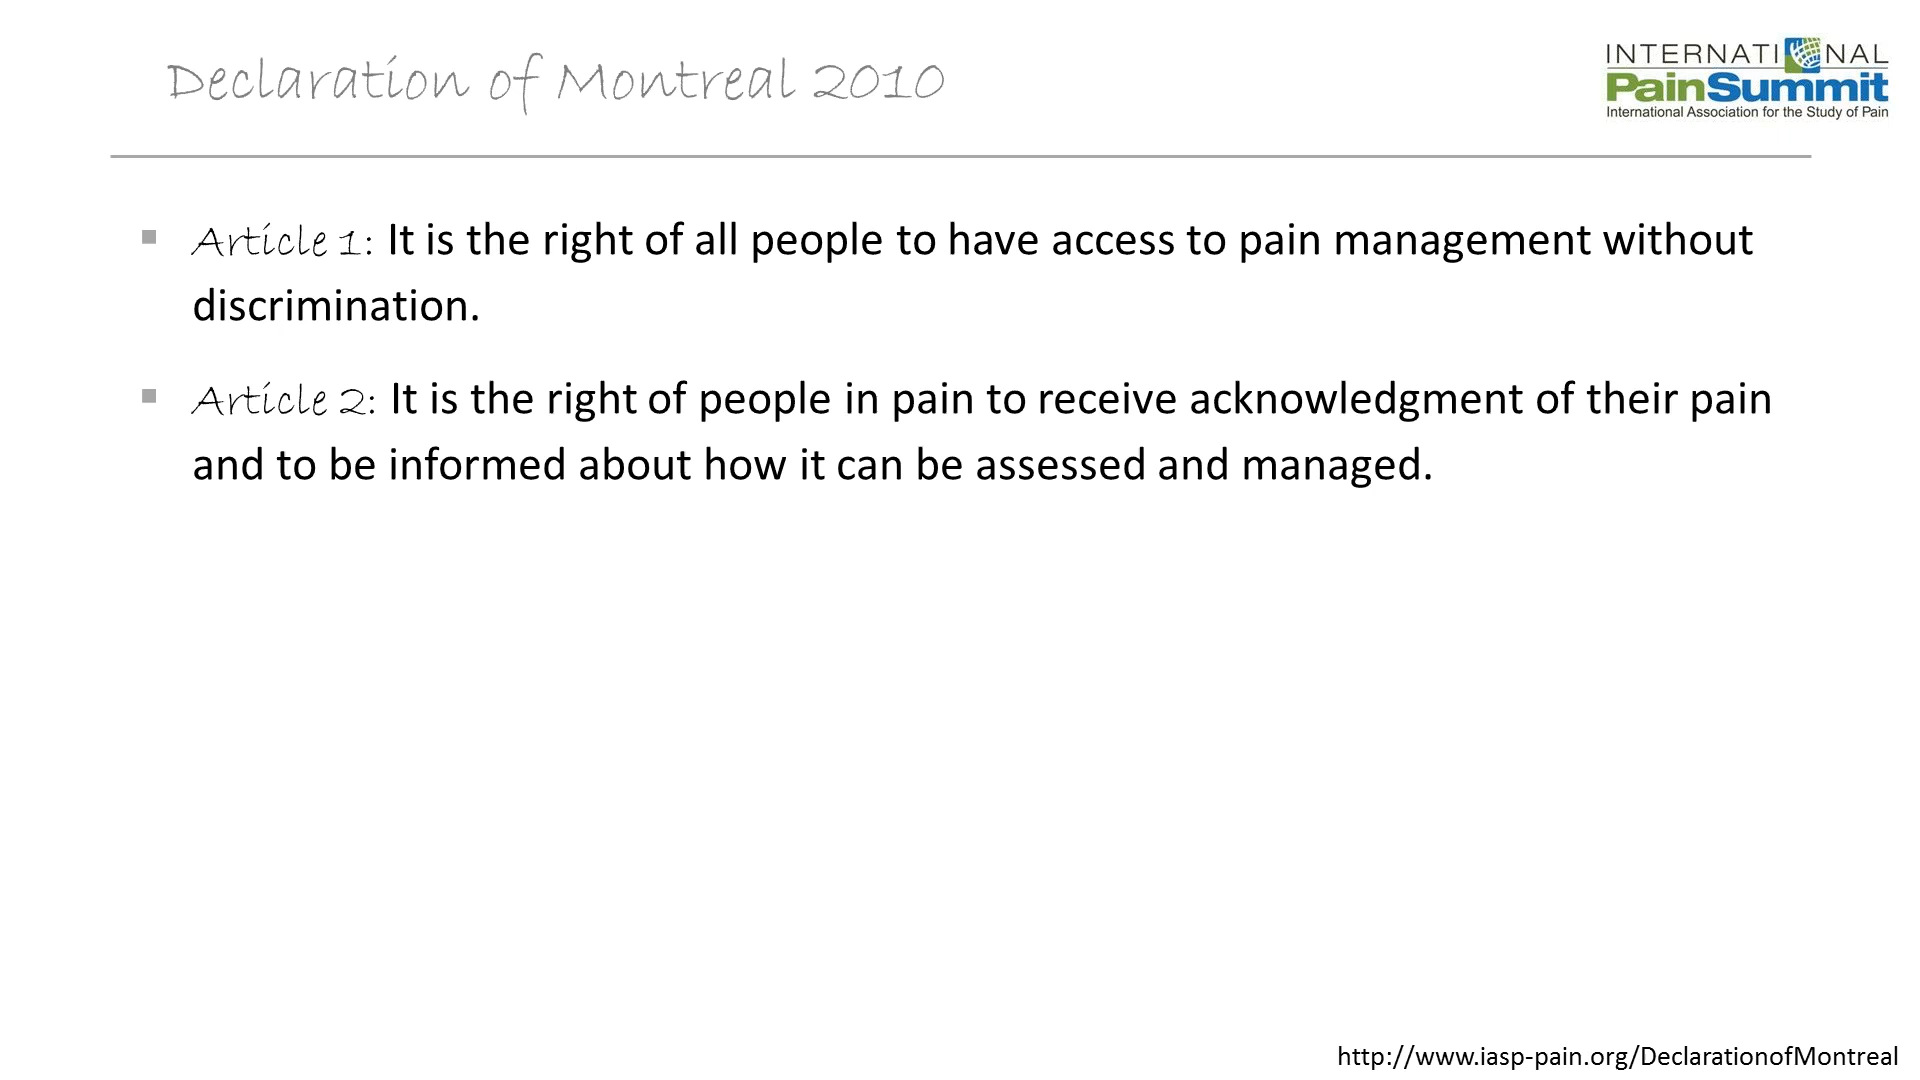 Declaration of Montreal 2010
INTERNATIONAL
PainSummit
International Association for the Study of Pain
Article 1: It is the right of all people to have access to pain management without
discrimination.
Article 2: It is the right of people in pain to receive acknowledgment of their pain
and to be informed about how it can be assessed and managed.
http://www.iasp-pain.org/DeclarationofMontreal